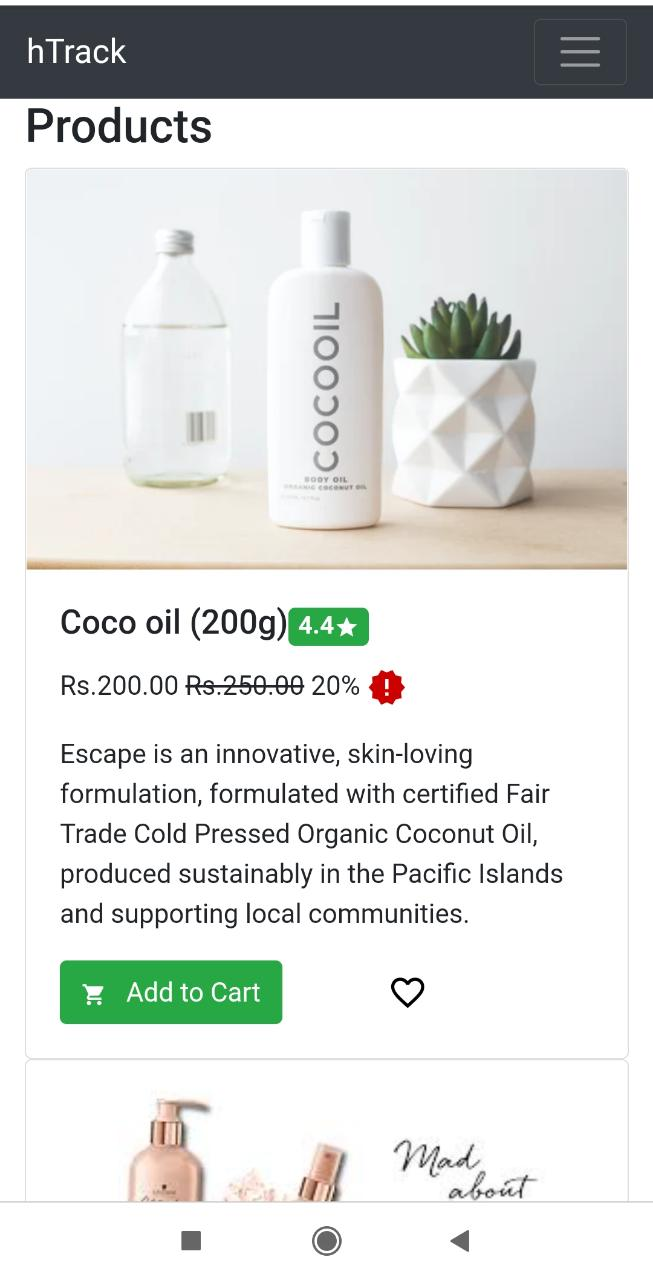 hTrack
Products
COCOOIL
BODY OIL
ORGANIC COCONUT OIL
Coco oil (200g) 4.4★
Rs.200.00 Rs.250.00 20%
Escape is an innovative, skin-loving
formulation, formulated with certified Fair
Trade Cold Pressed Organic Coconut Oil,
produced sustainably in the Pacific Islands
and supporting local communities.
Add to Cart
Mad
about